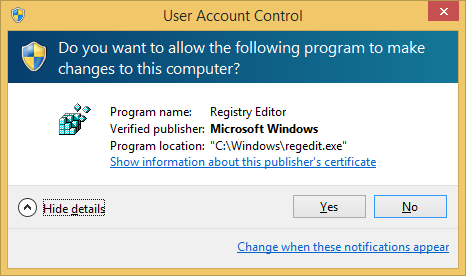 User Account Control
Do you want to allow the following program to make
changes to this computer?
Program name: Registry Editor
Verified publisher: Microsoft Windows
Program location: "C:\Windows\regedit.exe"
Show information about this publisher's certificate
Hide details
Yes
No
Change when these notifications appear